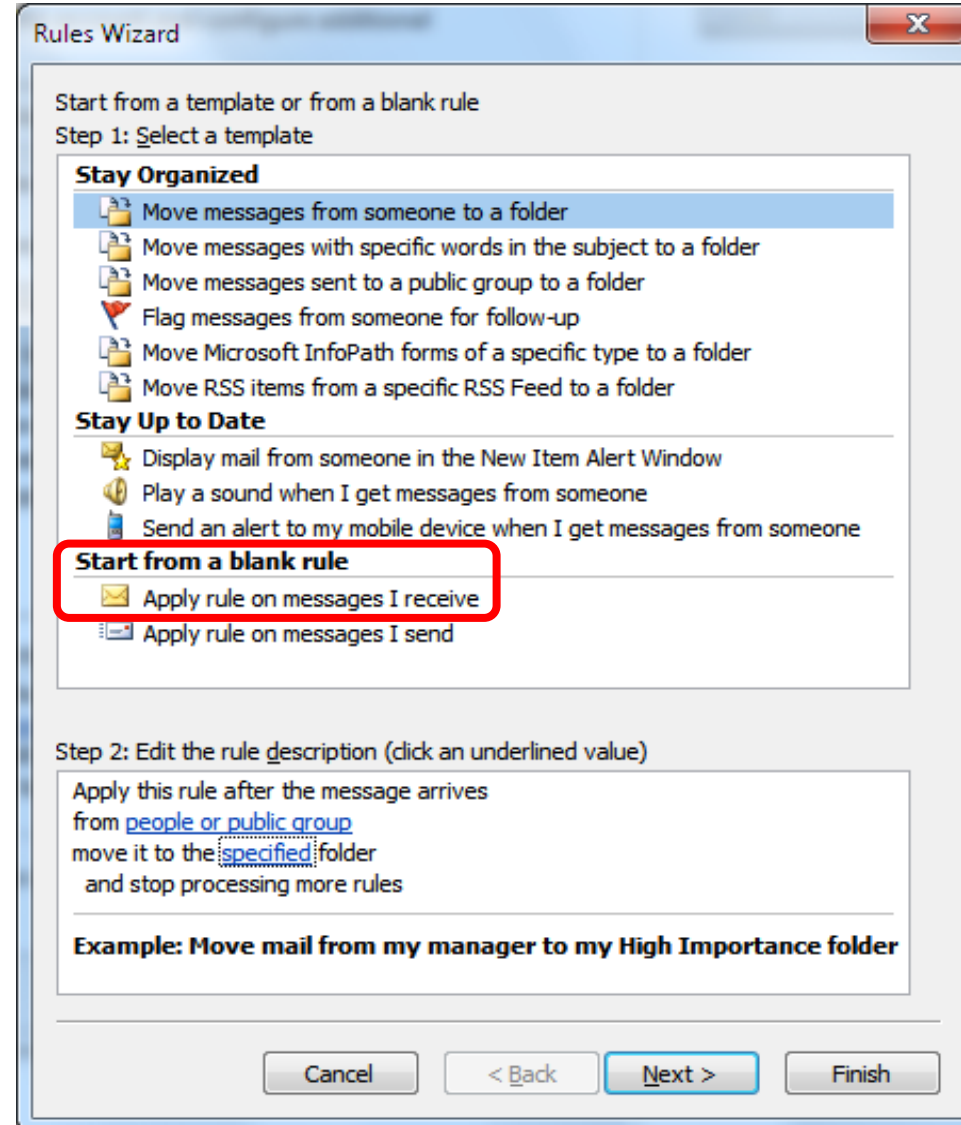 Rules Wizard
Start from a template or from a blank rule
Step 1: Select a template
Stay Organized
Move messages from someone to a folder
Move messages with specific words in the subject to a folder
Move messages sent to a public group to a folder
Flag messages from someone for follow-up
Move Microsoft InfoPath forms of a specific type to a folder
Move RSS items from a specific RSS Feed to a folder
Stay Up to Date
Display mail from someone in the New Item Alert Window
Play a sound when I get messages from someone
Send an alert to my mobile device when I get messages from someone
Start from a blank rule
Apply rule on messages I receive
Apply rule on messages I send
Step 2: Edit the rule description (click an underlined value)
Apply this rule after the message arrives
from people or public group
move it to the specified folder
and stop processing more rules
Example: Move mail from my manager to my High Importance folder
Cancel < Back Next > Finish